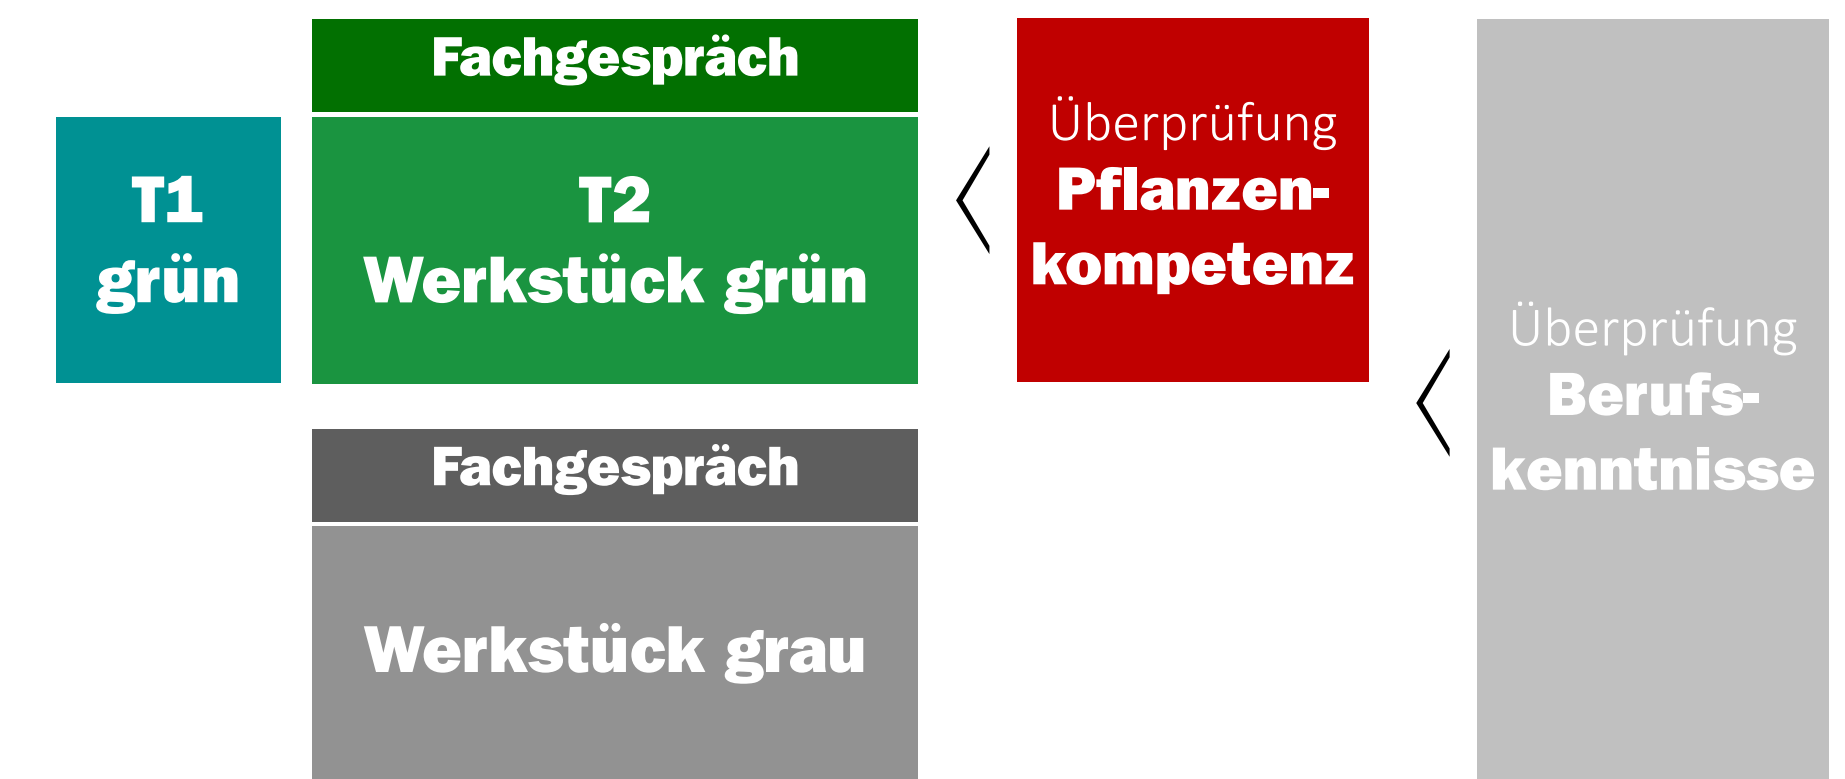 T1
grün
Fachgespräch
T2
Werkstück grün
Fachgespräch
Werkstück grau
Überprüfung
Pflanzen-
kompetenz
Überprüfung
Berufs-
kenntnisse